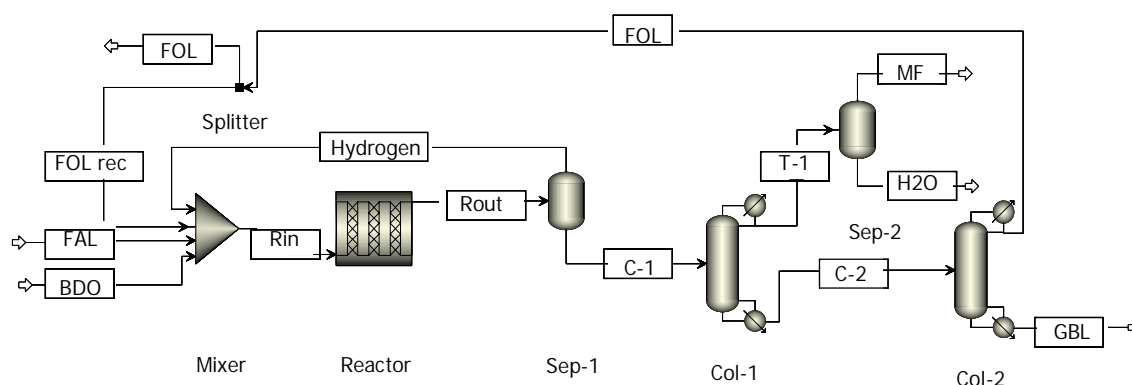 FOL
FOL
MF
Splitter
Hydrogen
T-1
FOL rec
H2O
Rout
FAL
Rin
Sep-2
C-1
C-2
BDO
GBL
Mixer
Reactor
Sep-1
Col-1
Col-2